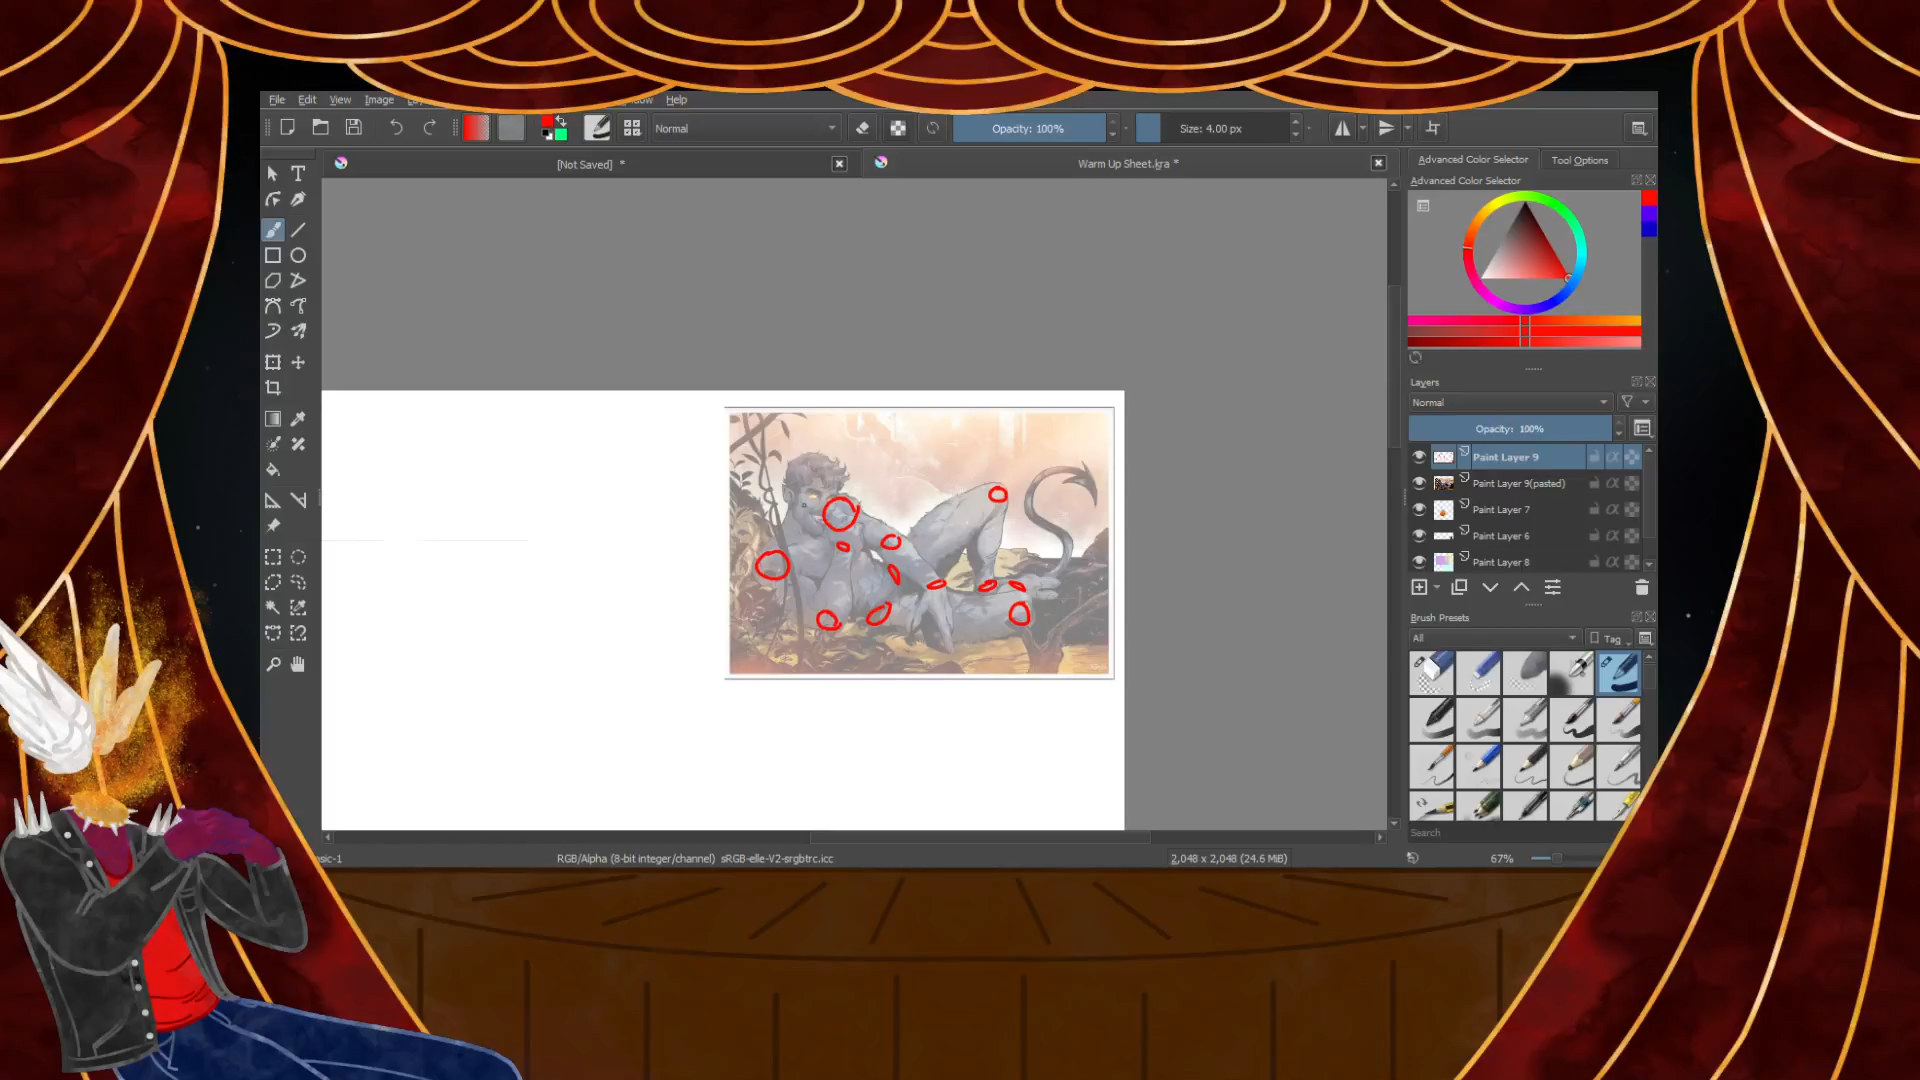 File Edit View Image Help
Normal
Opacity: 100%
Size: 4.00 px
[Not Saved] *
Warm Up Sheet.kra *
Advanced Color Selector
Tool Options
Advanced Color Selector
Layers
Normal
Opacity: 100%
Paint Layer 9
Paint Layer 9(pasted)
Paint Layer 7
Paint Layer 6
Paint Layer 8
Brush Presets
All
Tag
Search
RGB/Alpha (8-bit integer/channel) sRGB-elle-V2-srgbtrc.icc
2,048 x 2,048 (24.6 MiB)
67%